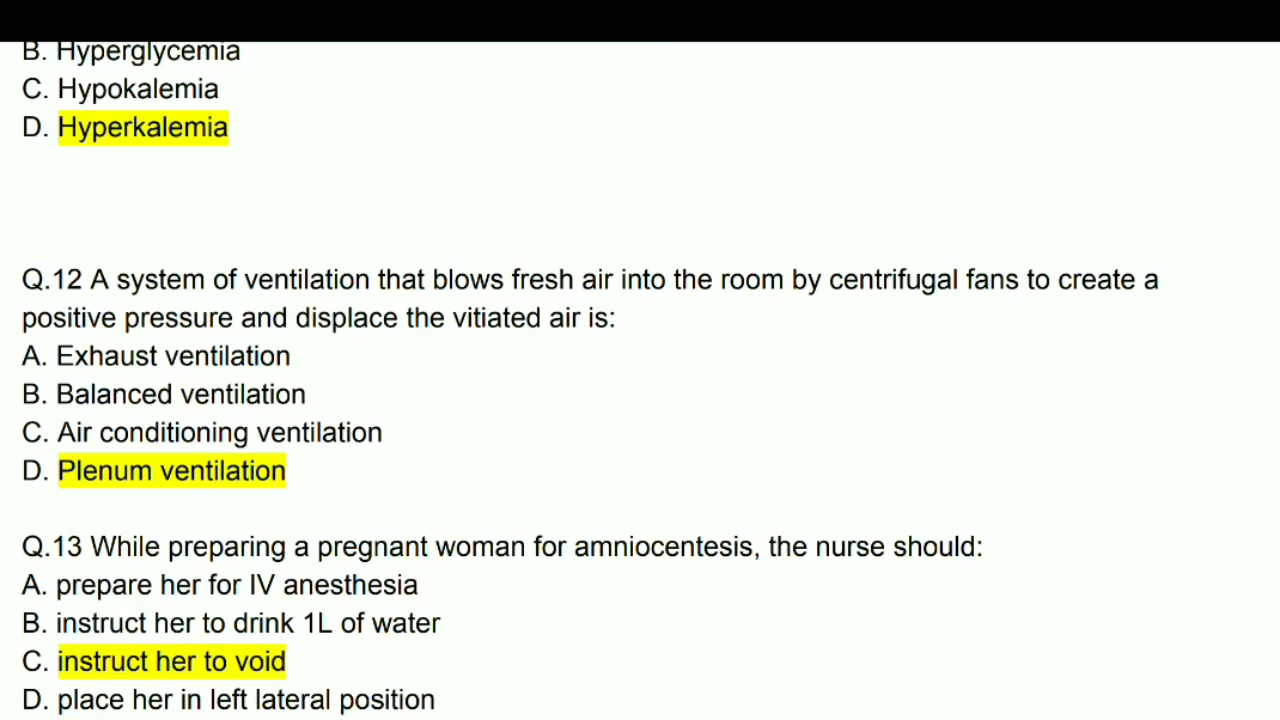 B. Hyperglycemia
C. Hypokalemia
D. Hyperkalemia
Q.12 A system of ventilation that blows fresh air into the room by centrifugal fans to create a
positive pressure and displace the vitiated air is:
A. Exhaust ventilation
B. Balanced ventilation
C. Air conditioning ventilation
D. Plenum ventilation
Q.13 While preparing a pregnant woman for amniocentesis, the nurse should:
A. prepare her for IV anesthesia
B. instruct her to drink 1L of water
C. instruct her to void
D. place her in left lateral position